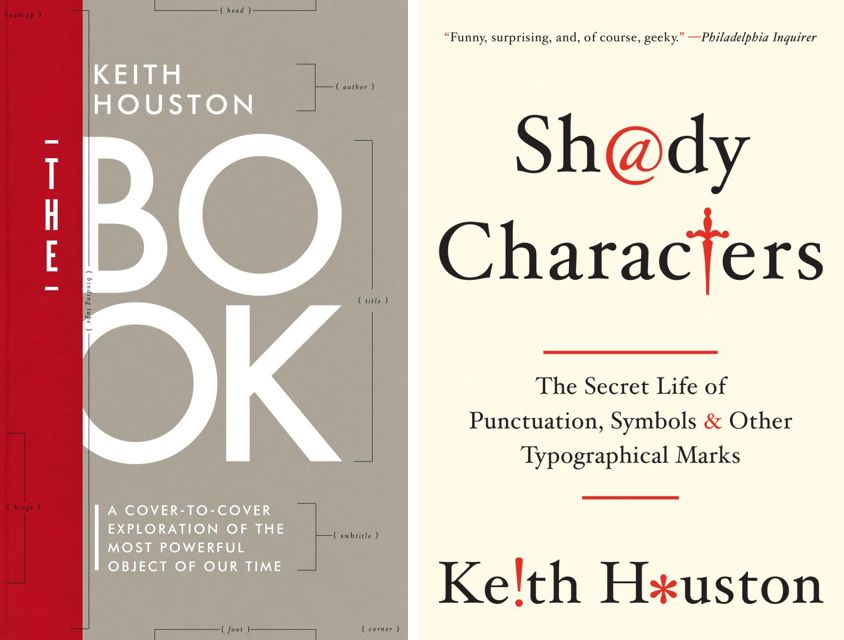 headcap )
( head )
KEITH
HOUSTON
( author )
THE
BO
OK
( title )
( binding tape )
( hinge )
A COVER-TO-COVER
EXPLORATION OF THE
MOST POWERFUL
OBJECT OF OUR TIME
( subtitle )
( foot )
( corner )
“Funny, surprising, and, of course, geeky.” —Philadelphia Inquirer
Sh@dy
Charac†ers
The Secret Life of
Punctuation, Symbols & Other
Typographical Marks
Ke!th H*uston